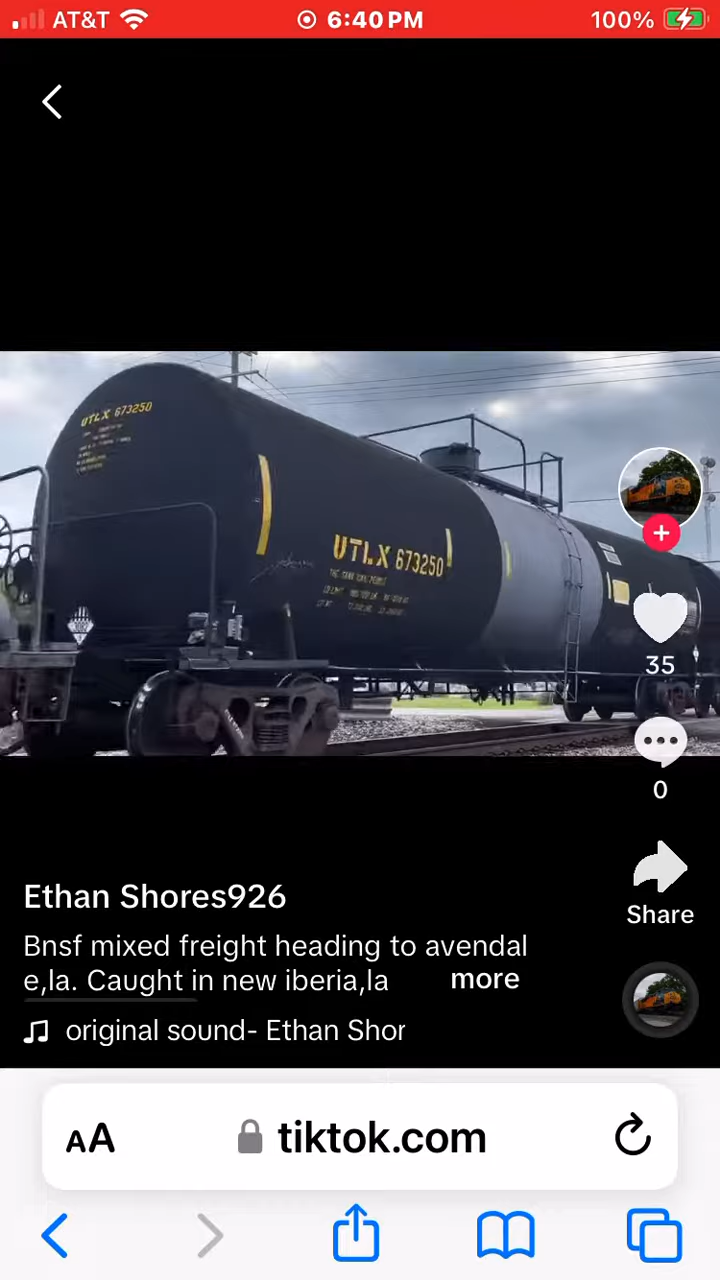 AT&T
6:40 PM
100%
UTLX 673250
UTLX 673250
35
0
Share
Ethan Shores926
Bnsf mixed freight heading to avendal
e,la. Caught in new iberia,la more
original sound- Ethan Shor
AA
tiktok.com